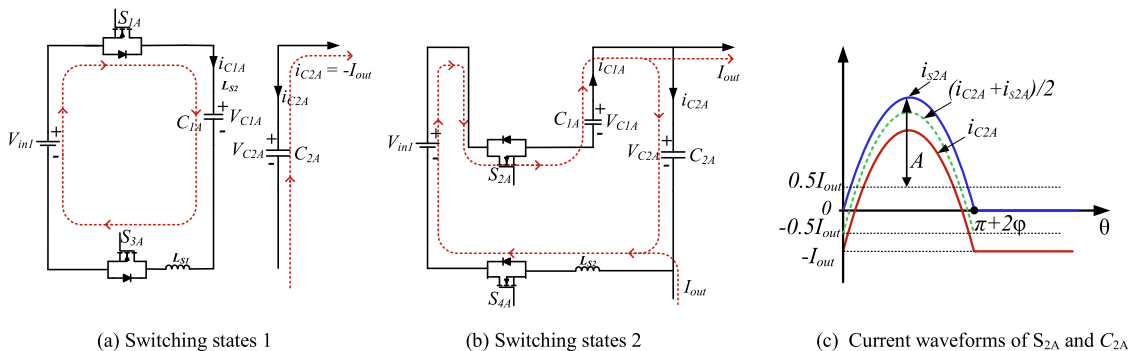 S1A
iC1A
LS2
iC2A = -Iout
iC2A
Vin1
+
-
C1A
+
VC1A
-
VC2A
+
-
C2A
S3A
LS1
(a) Switching states 1
Iout
iC1A
iC2A
Vin1
+
-
C1A
+
VC1A
-
VC2A
+
-
C2A
S2A
S4A
LS2
Iout
(b) Switching states 2
iS2A
(iC2A +iS2A)/2
iC2A
A
0.5Iout
0
-0.5Iout
-Iout
π+2φ
θ
(c) Current waveforms of S2A and C2A